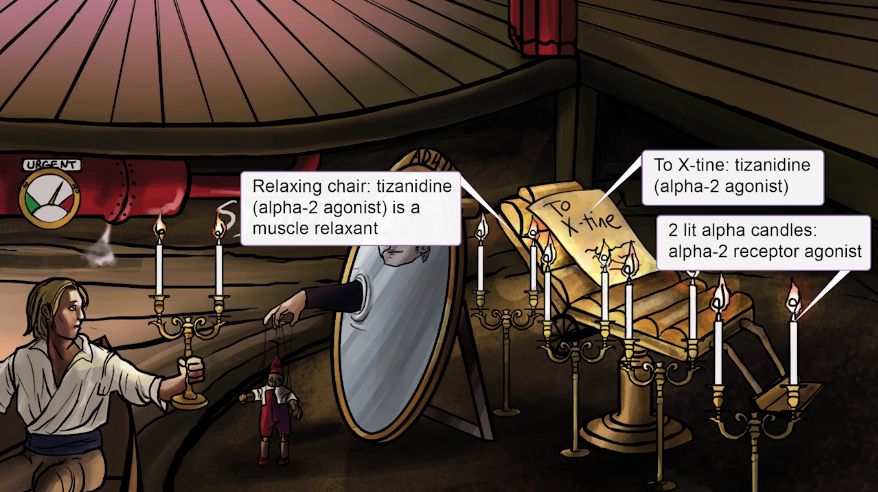 URGENT
ADH
Relaxing chair: tizanidine
(alpha-2 agonist) is a
muscle relaxant
To X-tine: tizanidine
(alpha-2 agonist)
2 lit alpha candles:
alpha-2 receptor agonist
To
X-tine